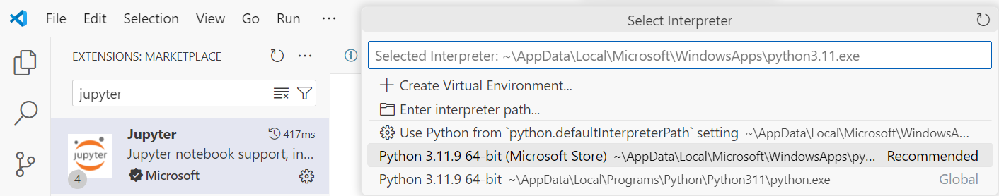 File Edit Selection View Go Run ···
EXTENSIONS: MARKETPLACE ···
jupyter
jupyter
4
Jupyter 417ms
Jupyter notebook support, in...
Microsoft
Select Interpreter
Selected Interpreter: ~\AppData\Local\Microsoft\WindowsApps\python3.11.exe
+ Create Virtual Environment...
Enter interpreter path...
Use Python from `python.defaultInterpreterPath` setting ~\AppData\Local\Microsoft\WindowsA...
Python 3.11.9 64-bit (Microsoft Store) ~\AppData\Local\Microsoft\WindowsApps\py... Recommended
Python 3.11.9 64-bit ~\AppData\Local\Programs\Python\Python311\python.exe Global